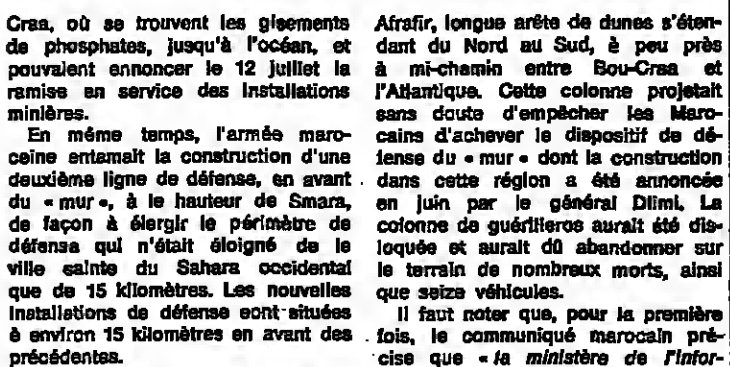 Craa, où se trouvent les gisements
de phosphates, jusqu'à l'océan, et
pouvaient ennoncer le 12 juillet la
remise en service des installations
minières.
En même temps, l'armée maro-
ceine entamait la construction d'une
deuxième ligne de défense, en avant
du « mur », à le hauteur de Smara,
de façon à élergir le périmètre de
défense qui n'était éloigné de le
ville sainte du Sahara occidental
que de 15 kilomètres. Les nouvelles
installations de défense sont situées
è environ 15 kilomètres en avant des
précédentes.
Afrafir, longue arête de dunes s'éten-
dant du Nord au Sud, è peu près
à mi-chemin entre Bou-Craa et
l'Atlantique. Cette colonne projetait
sans doute d'empêcher les Maro-
cains d'achever le dispositif de dé-
fense du « mur » dont la construction
dans cette région a été annoncée
en juin par le général Dlimi. La
colonne de guérilleros aurait été dis-
loquée et aurait dû abandonner sur
le terrain de nombreux morts, ainsi
que seize véhicules.
Il faut noter que, pour la première
fois, le communiqué marocain pré-
cise que « la ministère de l'Infor-